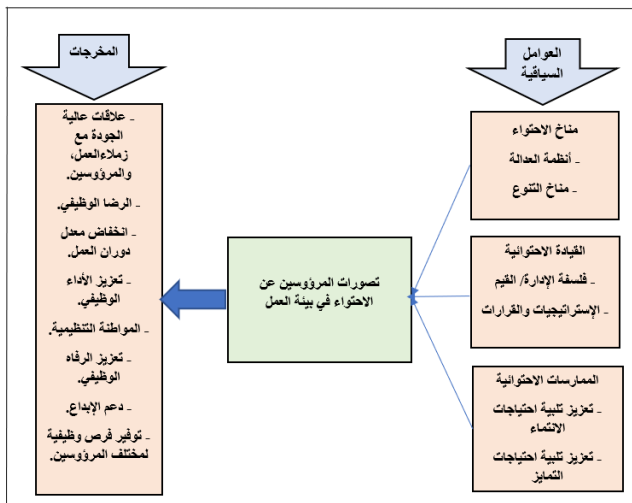 العوامل
السياقية
مناخ الاحتواء
- أنظمة العدالة
- مناخ التنوع
القيادة الاحتوائية
- فلسفة الإدارة/ القيم
- الإستراتيجيات والقرارات
الممارسات الاحتوائية
- تعزيز تلبية احتياجات
الانتماء
- تعزيز تلبية احتياجات
التمايز
تصورات المرؤوسين عن
الاحتواء في بيئة العمل
المخرجات
- علاقات عالية
الجودة مع
زملاءالعمل،
والمرؤوسين.
- الرضا الوظيفي.
- انخفاض معدل
دوران العمل.
- تعزيز الأداء
الوظيفي.
- المواطنة التنظيمية.
- تعزيز الرفاه
الوظيفي.
- دعم الإبداع.
- توفير فرص وظيفية
لمختلف المرؤوسين.